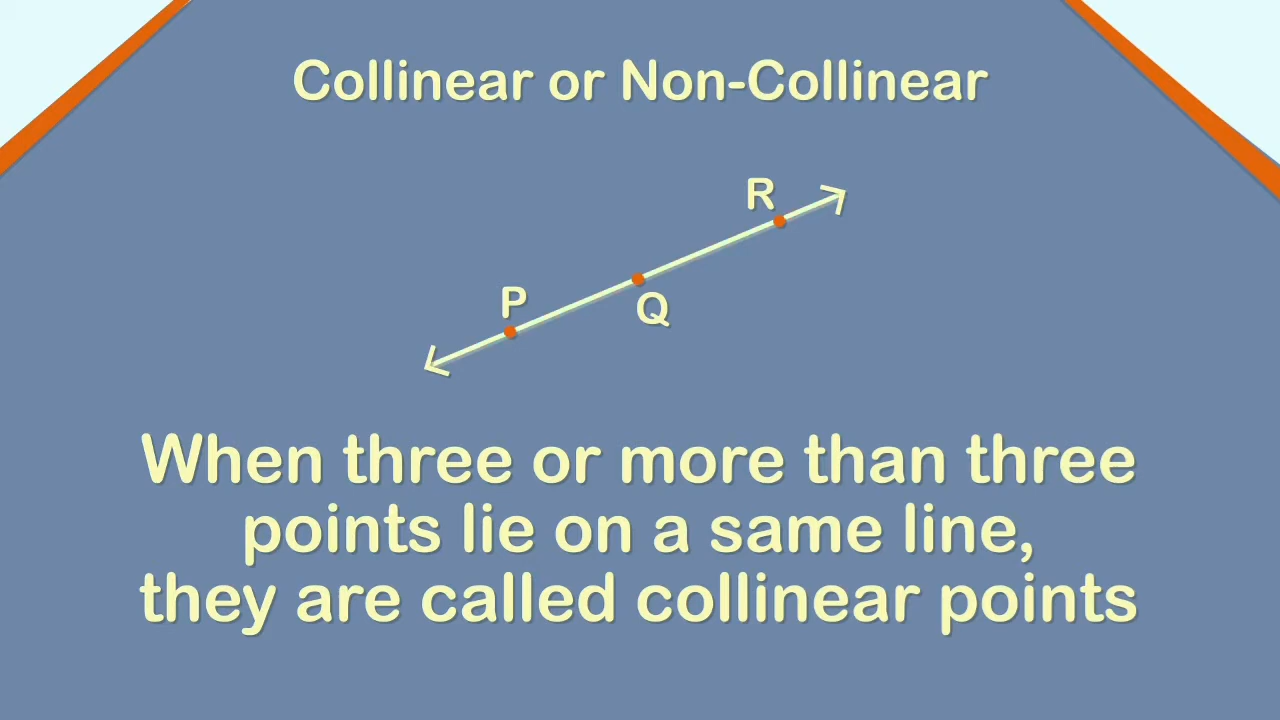 Collinear or Non-Collinear
R
P
Q
When three or more than three
points lie on a same line,
they are called collinear points